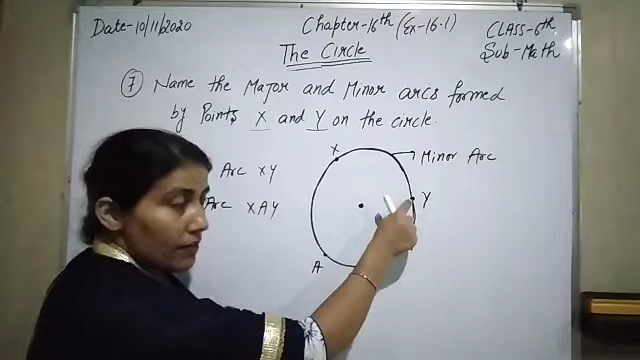 Date-10/11/2020
Chapter-16th (Ex-16.1)
CLASS-6th
Sub-Math
The Circle
7 Name the Major and Minor arcs formed
by Points X and Y on the circle.
Arc XY
Arc XAY
X
Minor Arc
Y
A